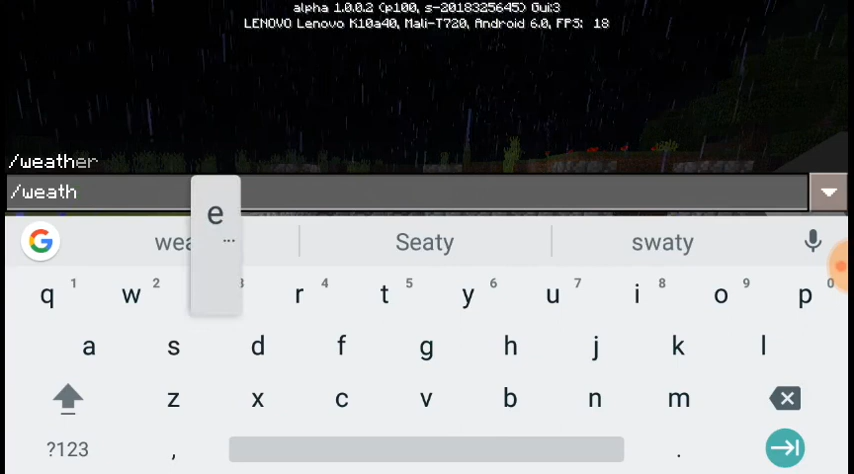 alpha 1.0.0.2 (p100, s-2018325645) Gui:3
LENOVO Lenovo K10a40, Mali-T720, Android 6.0, FPS: 18
/weather
/weath
e
...
Seaty swaty
q 1 w 2 3 r 4 t 5 y 6 u 7 i 8 o 9 p 0
a s d f g h j k l
z x c v b n m
?123 , .